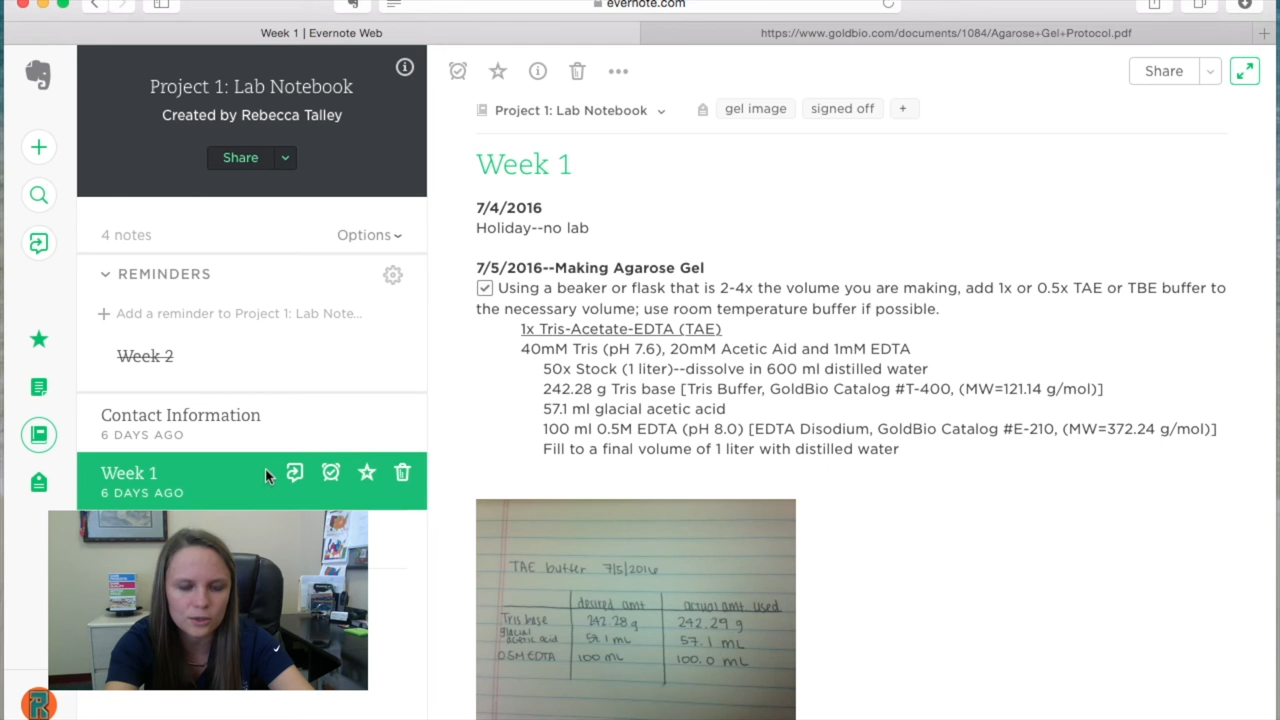 evernote.com
Week 1 | Evernote Web
https://www.goldbio.com/documents/1084/Agarose+Gel+Protocol.pdf
Project 1: Lab Notebook
Created by Rebecca Talley
Share
4 notes
Options
REMINDERS
Add a reminder to Project 1: Lab Note...
Week 2
Contact Information
6 DAYS AGO
Week 1
6 DAYS AGO
Share
Project 1: Lab Notebook
gel image
signed off
+
Week 1
7/4/2016
Holiday--no lab
7/5/2016--Making Agarose Gel
Using a beaker or flask that is 2-4x the volume you are making, add 1x or 0.5x TAE or TBE buffer to
the necessary volume; use room temperature buffer if possible.
1x Tris-Acetate-EDTA (TAE)
40mM Tris (pH 7.6), 20mM Acetic Aid and 1mM EDTA
50x Stock (1 liter)--dissolve in 600 ml distilled water
242.28 g Tris base [Tris Buffer, GoldBio Catalog #T-400, (MW=121.14 g/mol)]
57.1 ml glacial acetic acid
100 ml 0.5M EDTA (pH 8.0) [EDTA Disodium, GoldBio Catalog #E-210, (MW=372.24 g/mol)]
Fill to a final volume of 1 liter with distilled water
TAE buffer 7/5/2016
desired amt actual amt used
Tris base 242.28 g 242.29 g
glacial
acetic acid 57.1 mL 57.1 mL
0.5M EDTA 100 mL 100.0 mL